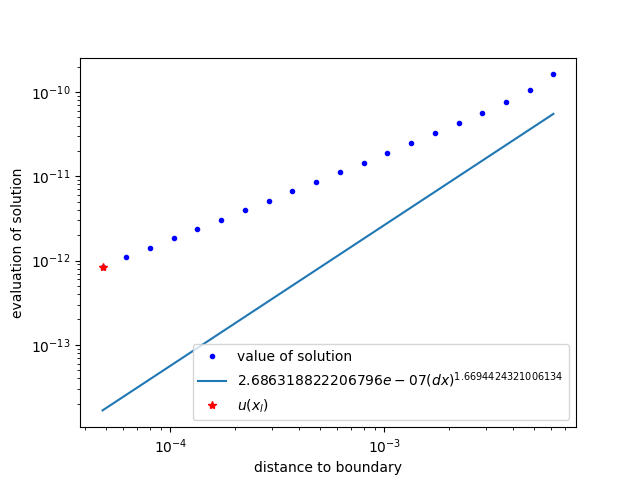 evaluation of solution
10⁻¹⁰
10⁻¹¹
10⁻¹²
10⁻¹³
value of solution
2.686318822206796e − 07(dx)^1.6694424321006134
u(x_I)
10⁻⁴ 10⁻³
distance to boundary